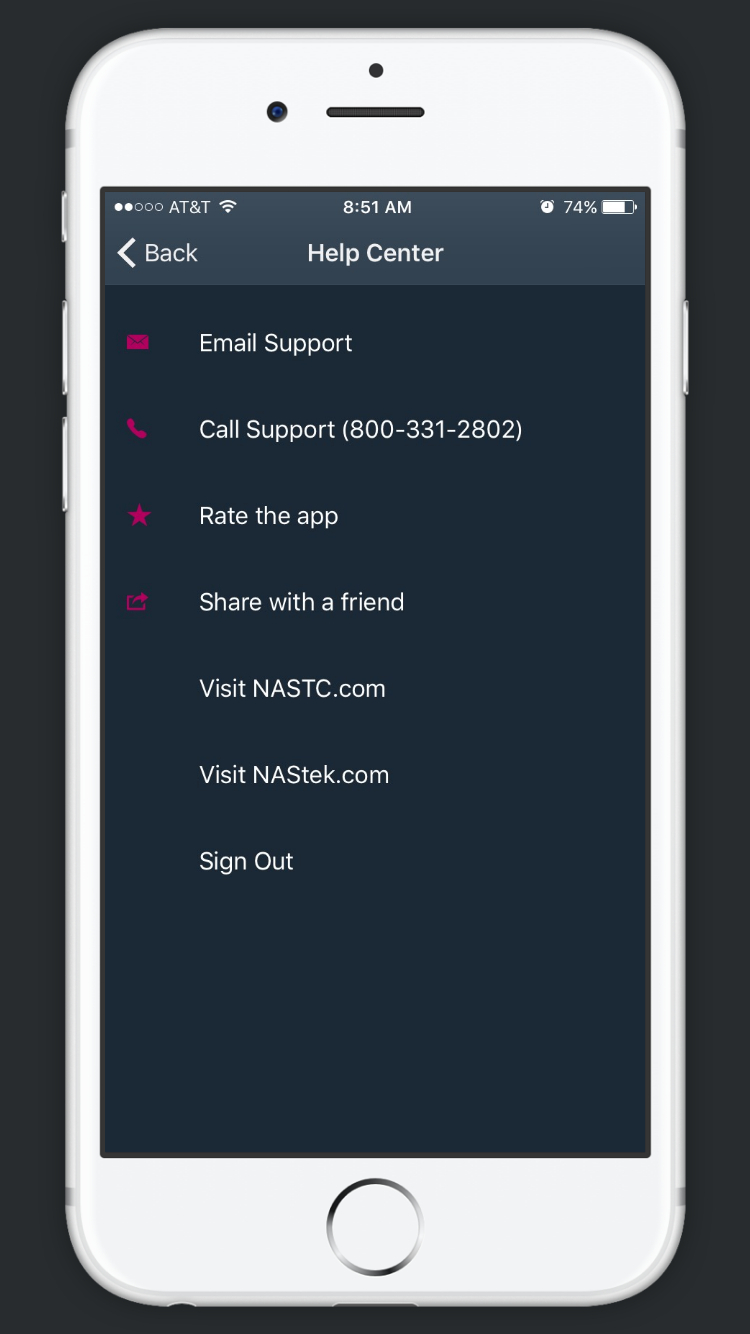 AT&T 8:51 AM 74%
Back Help Center
Email Support
Call Support (800-331-2802)
Rate the app
Share with a friend
Visit NASTC.com
Visit NAStek.com
Sign Out